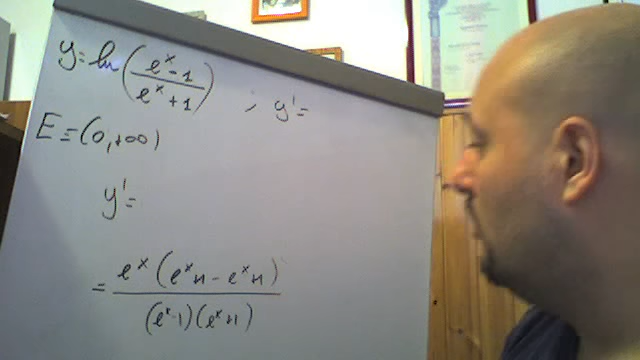 y = ln((e^x - 1)/(e^x + 1)) , y' =
E = (0, +∞)
y' =
= e^x (e^x+1 - e^x+1) / (e^x-1)(e^x+1)